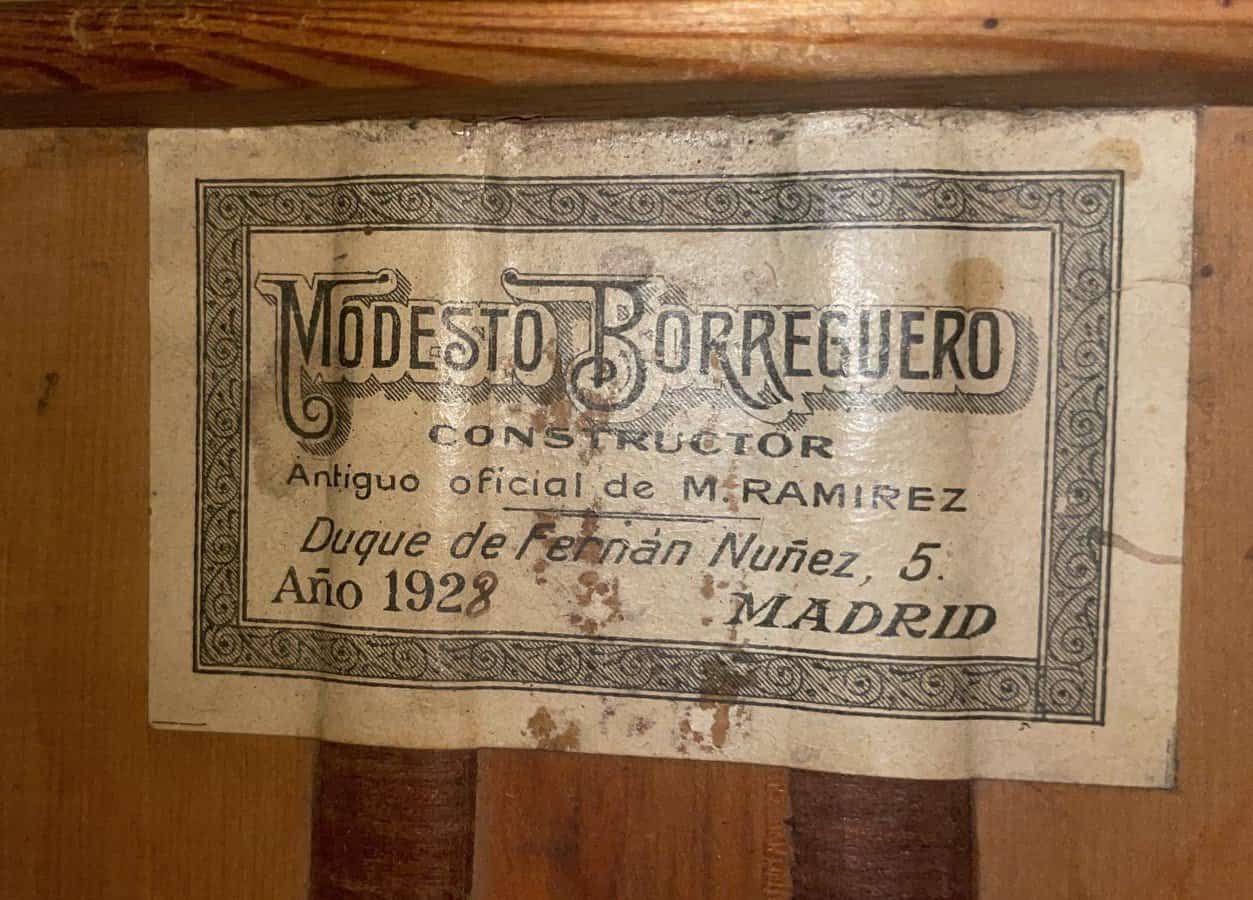 MODESTO BORREGUERO
CONSTRUCTOR
Antiguo oficial de M. RAMIREZ
Duque de Fernán Nuñez, 5.
Año 1928
MADRID